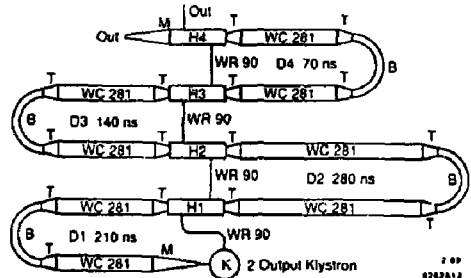 Out
Out M H4 T WC 281 T
WR 90 D4 70 ns B
T WC 281 T H3 T WC 281 T
B D3 140 ns WR 90
T WC 281 T H2 T WC 281 T
WR 90 D2 280 ns B
T WC 281 T H1 T WC 281 T
B D1 210 ns M WR 90
T WC 281 K 2 Output Klystron